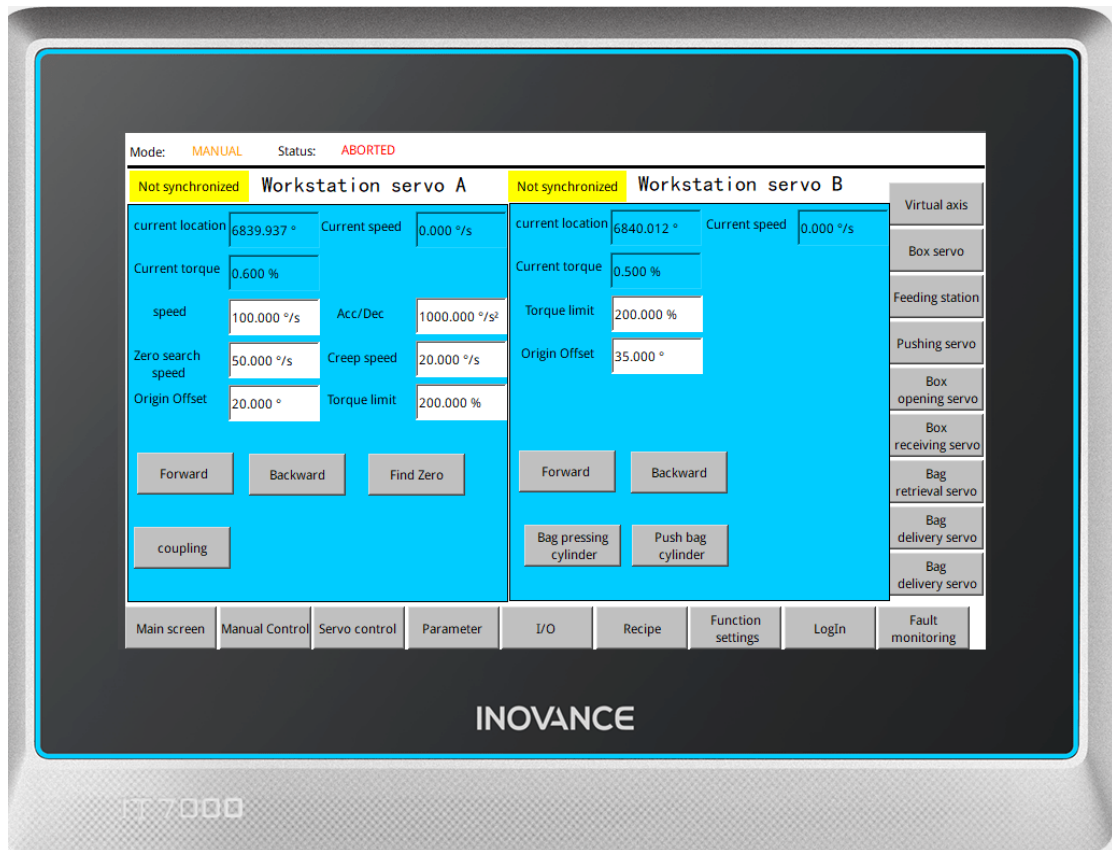 Mode: MANUAL Status: ABORTED
Not synchronized Workstation servo A
current location 6839.937 ° Current speed 0.000 °/s
Current torque 0.600 %
speed 100.000 °/s Acc/Dec 1000.000 °/s²
Zero search
speed
50.000 °/s Creep speed 20.000 °/s
Origin Offset 20.000 ° Torque limit 200.000 %
Forward Backward Find Zero
coupling
Not synchronized Workstation servo B
current location 6840.012 ° Current speed 0.000 °/s
Current torque 0.500 %
Torque limit 200.000 %
Origin Offset 35.000 °
Forward Backward
Bag pressing
cylinder
Push bag
cylinder
Virtual axis
Box servo
Feeding station
Pushing servo
Box
opening servo
Box
receiving servo
Bag
retrieval servo
Bag
delivery servo
Bag
delivery servo
Main screen
Manual Control
Servo control
Parameter
I/O
Recipe
Function
settings
LogIn
Fault
monitoring
INOVANCE
IT7000